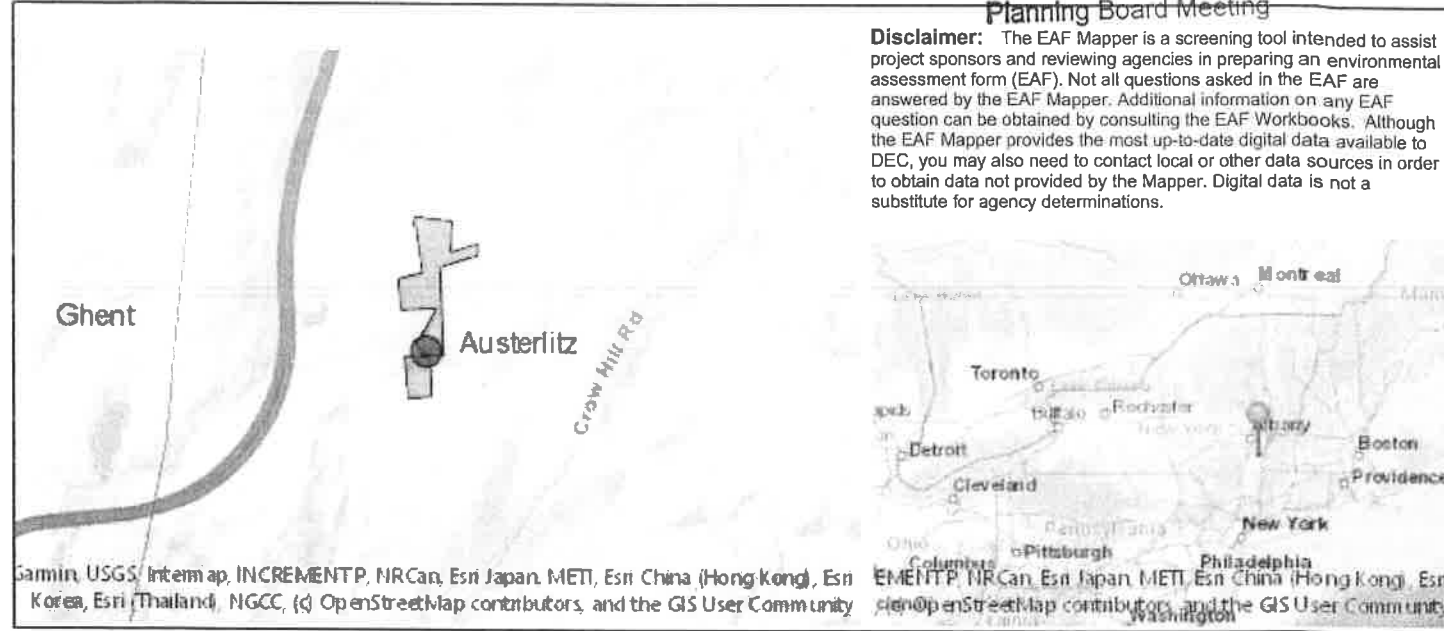 Planning Board Meeting
Disclaimer: The EAF Mapper is a screening tool intended to assist
project sponsors and reviewing agencies in preparing an environmental
assessment form (EAF). Not all questions asked in the EAF are
answered by the EAF Mapper. Additional information on any EAF
question can be obtained by consulting the EAF Workbooks. Although
the EAF Mapper provides the most up-to-date digital data available to
DEC, you may also need to contact local or other data sources in order
to obtain data not provided by the Mapper. Digital data is not a
substitute for agency determinations.
Ghent
Austerlitz
Crow Hill Rd
Garmin, USGS, Intermap, INCREMENT P, NRCan, Esri Japan, METI, Esri China (Hong Kong), Esri
Korea, Esri (Thailand), NGCC, (c) OpenStreetMap contributors, and the GIS User Community
Ottawa
Montreal
Toronto
Buffalo
Rochester
Albany
Detroit
Boston
Cleveland
Providence
Pennsylvania
New York
Ohio
Pittsburgh
Columbus
Philadelphia
EMENT P, NRCan, Esri Japan, METI, Esri China (Hong Kong), Esri
OpenStreetMap contributors, and the GIS User Community
Washington